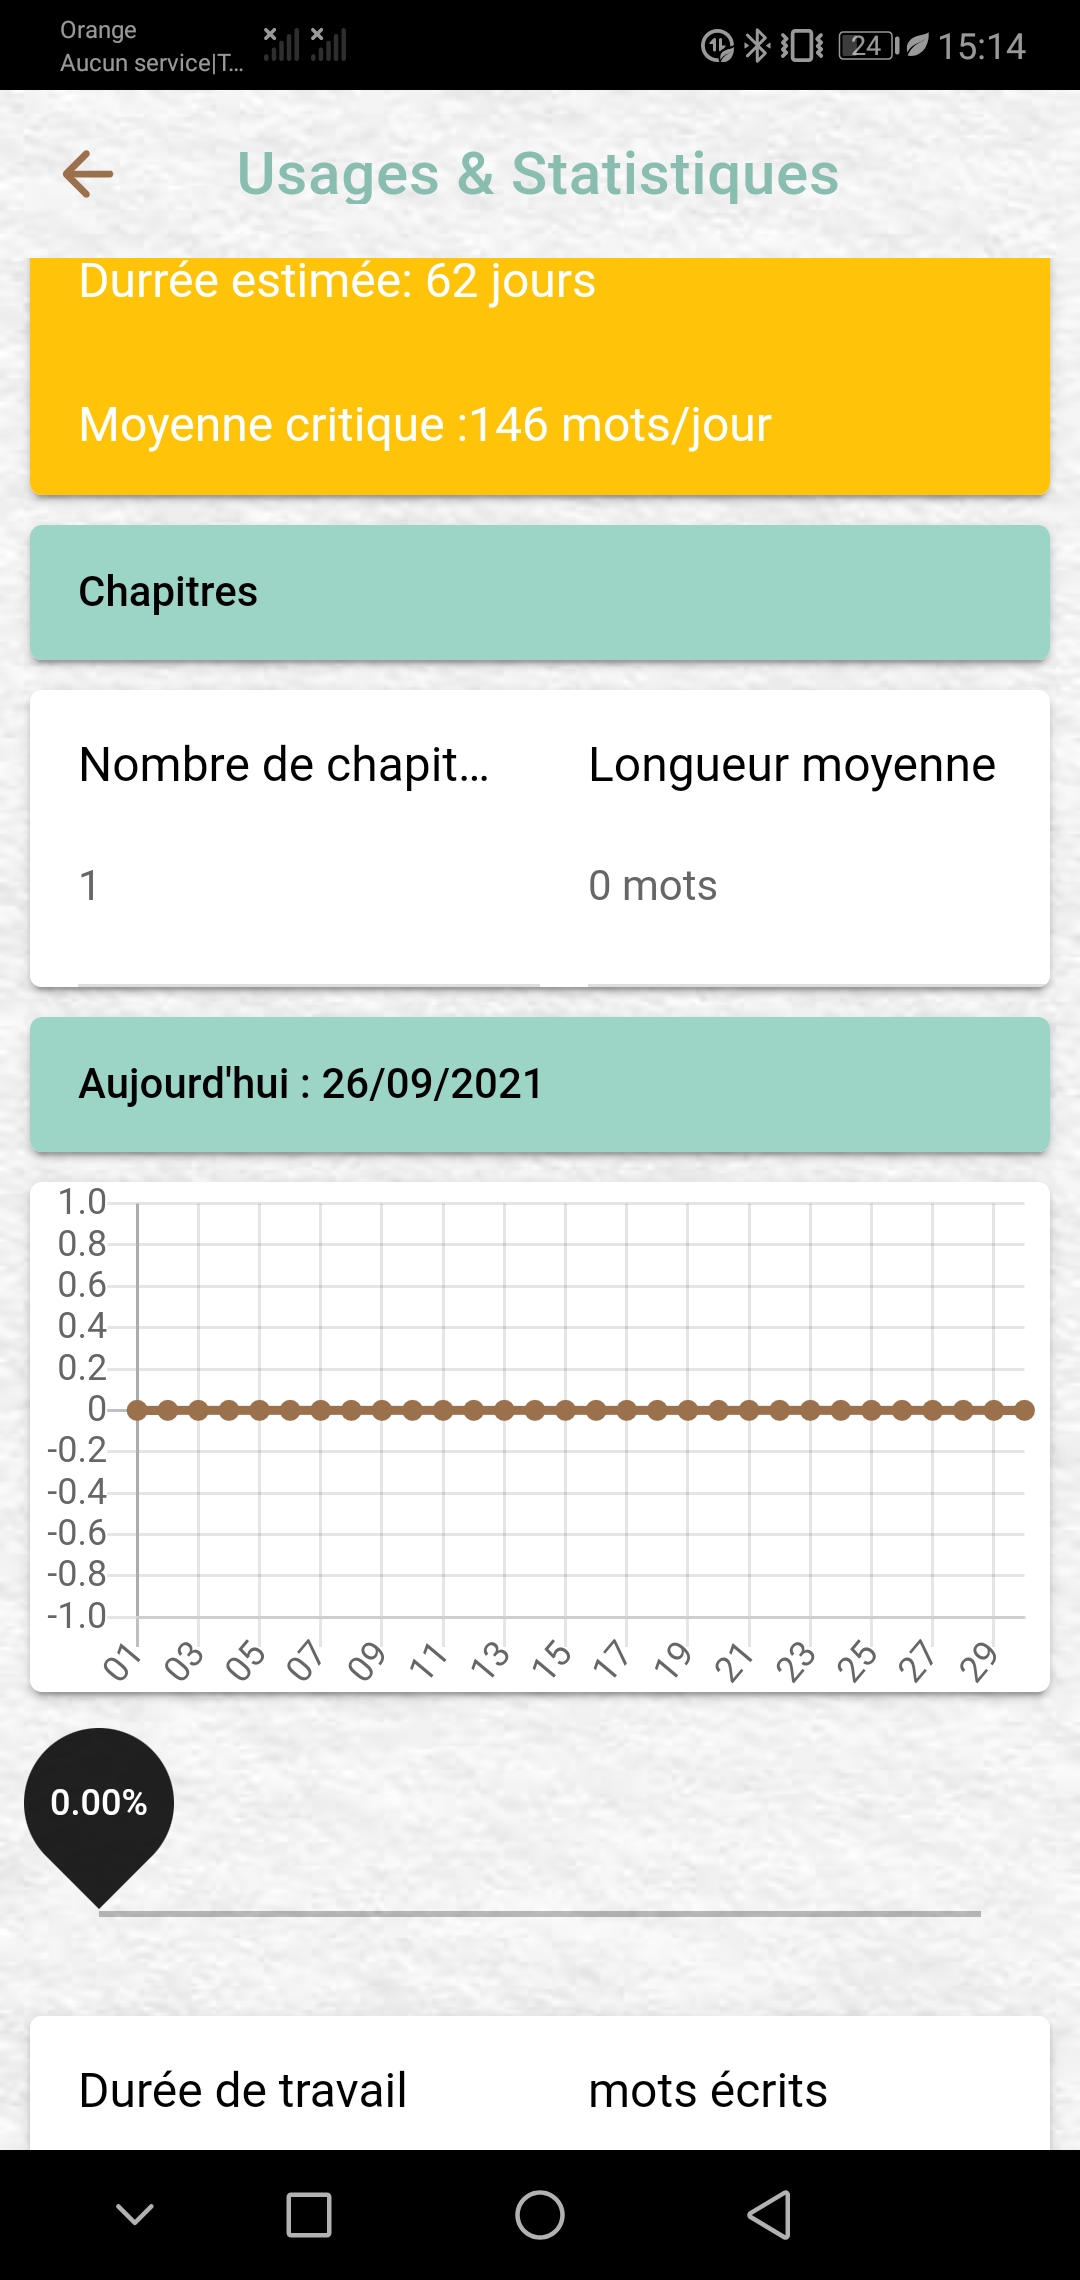 Orange
Aucun service|T...
24
15:14
Usages & Statistiques
Durrée estimée: 62 jours
Moyenne critique :146 mots/jour
Chapitres
Nombre de chapit... Longueur moyenne
1 0 mots
Aujourd'hui : 26/09/2021
1.0
0.8
0.6
0.4
0.2
0
-0.2
-0.4
-0.6
-0.8
-1.0
01 03 05 07 09 11 13 15 17 19 21 23 25 27 29
0.00%
Durée de travail mots écrits